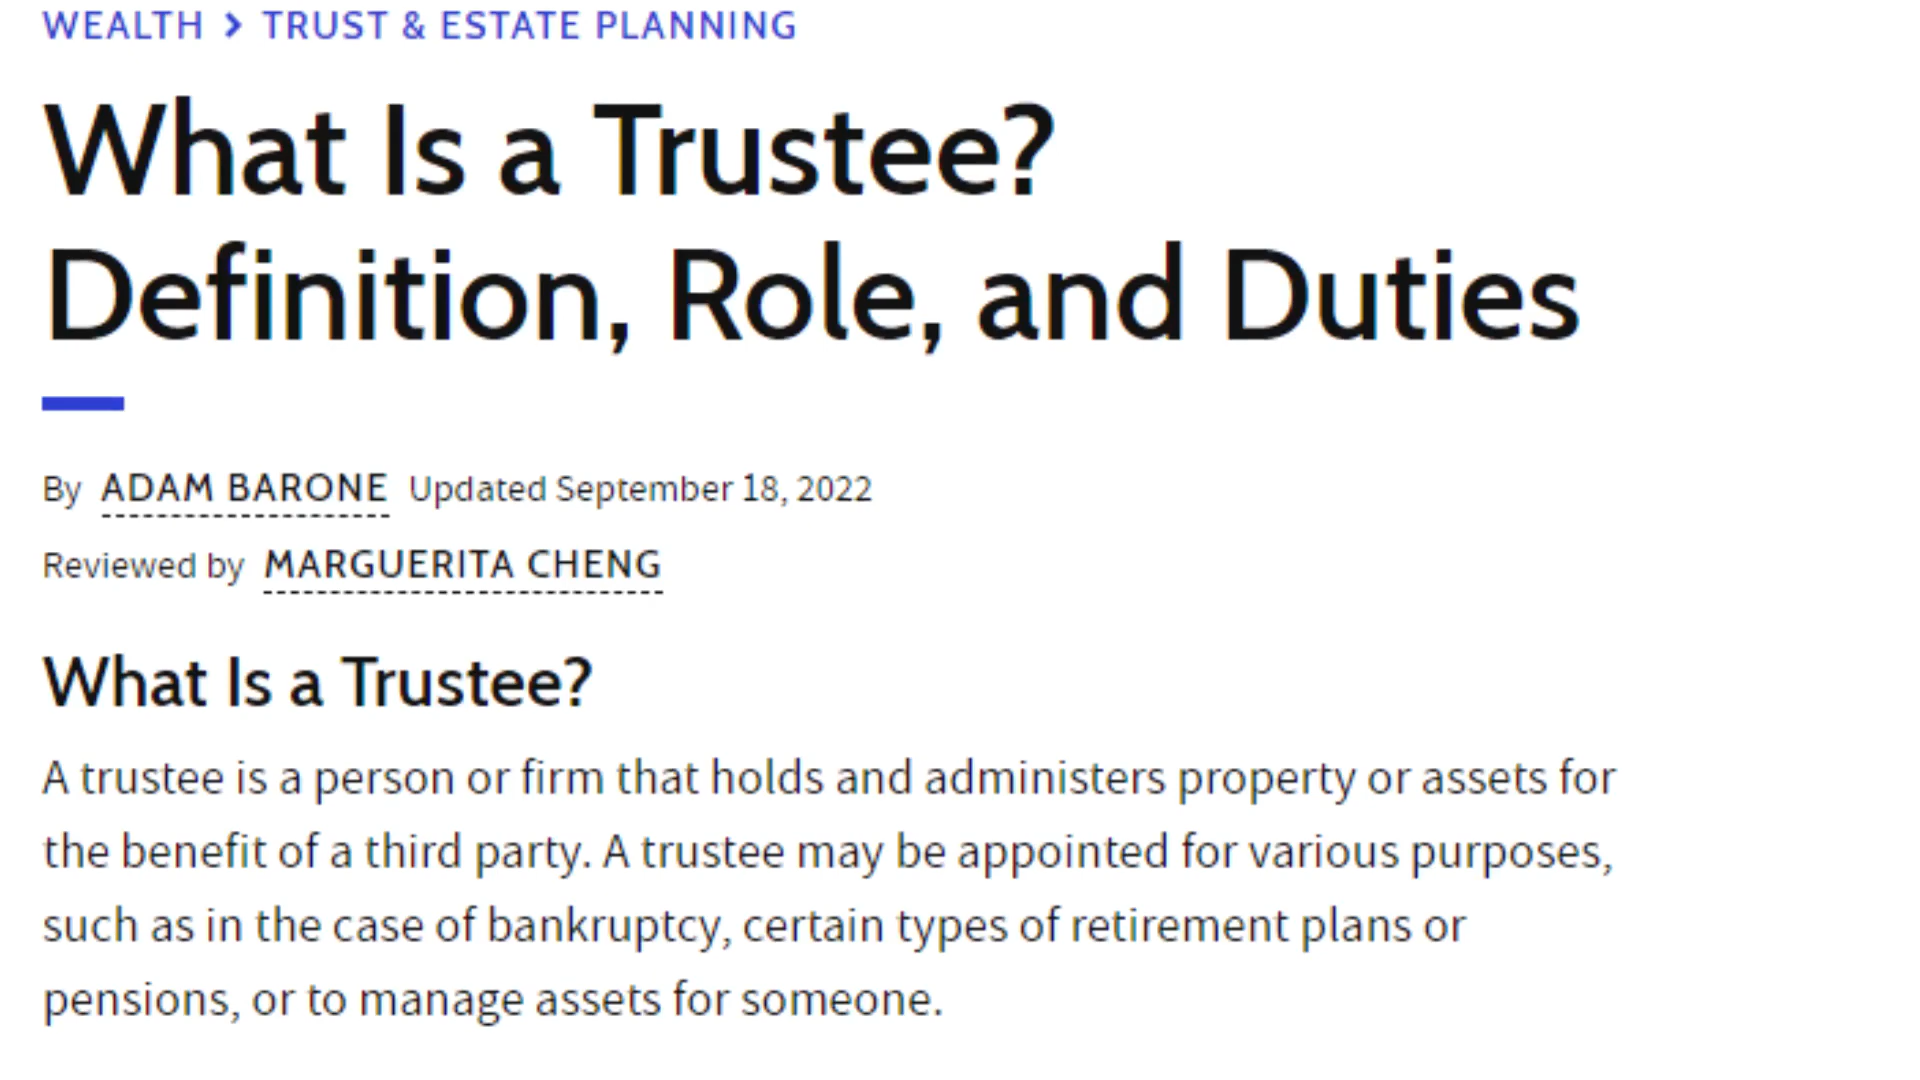 WEALTH > TRUST & ESTATE PLANNING
What Is a Trustee?
Definition, Role, and Duties
By ADAM BARONE Updated September 18, 2022
Reviewed by MARGUERITA CHENG
What Is a Trustee?
A trustee is a person or firm that holds and administers property or assets for
the benefit of a third party. A trustee may be appointed for various purposes,
such as in the case of bankruptcy, certain types of retirement plans or
pensions, or to manage assets for someone.